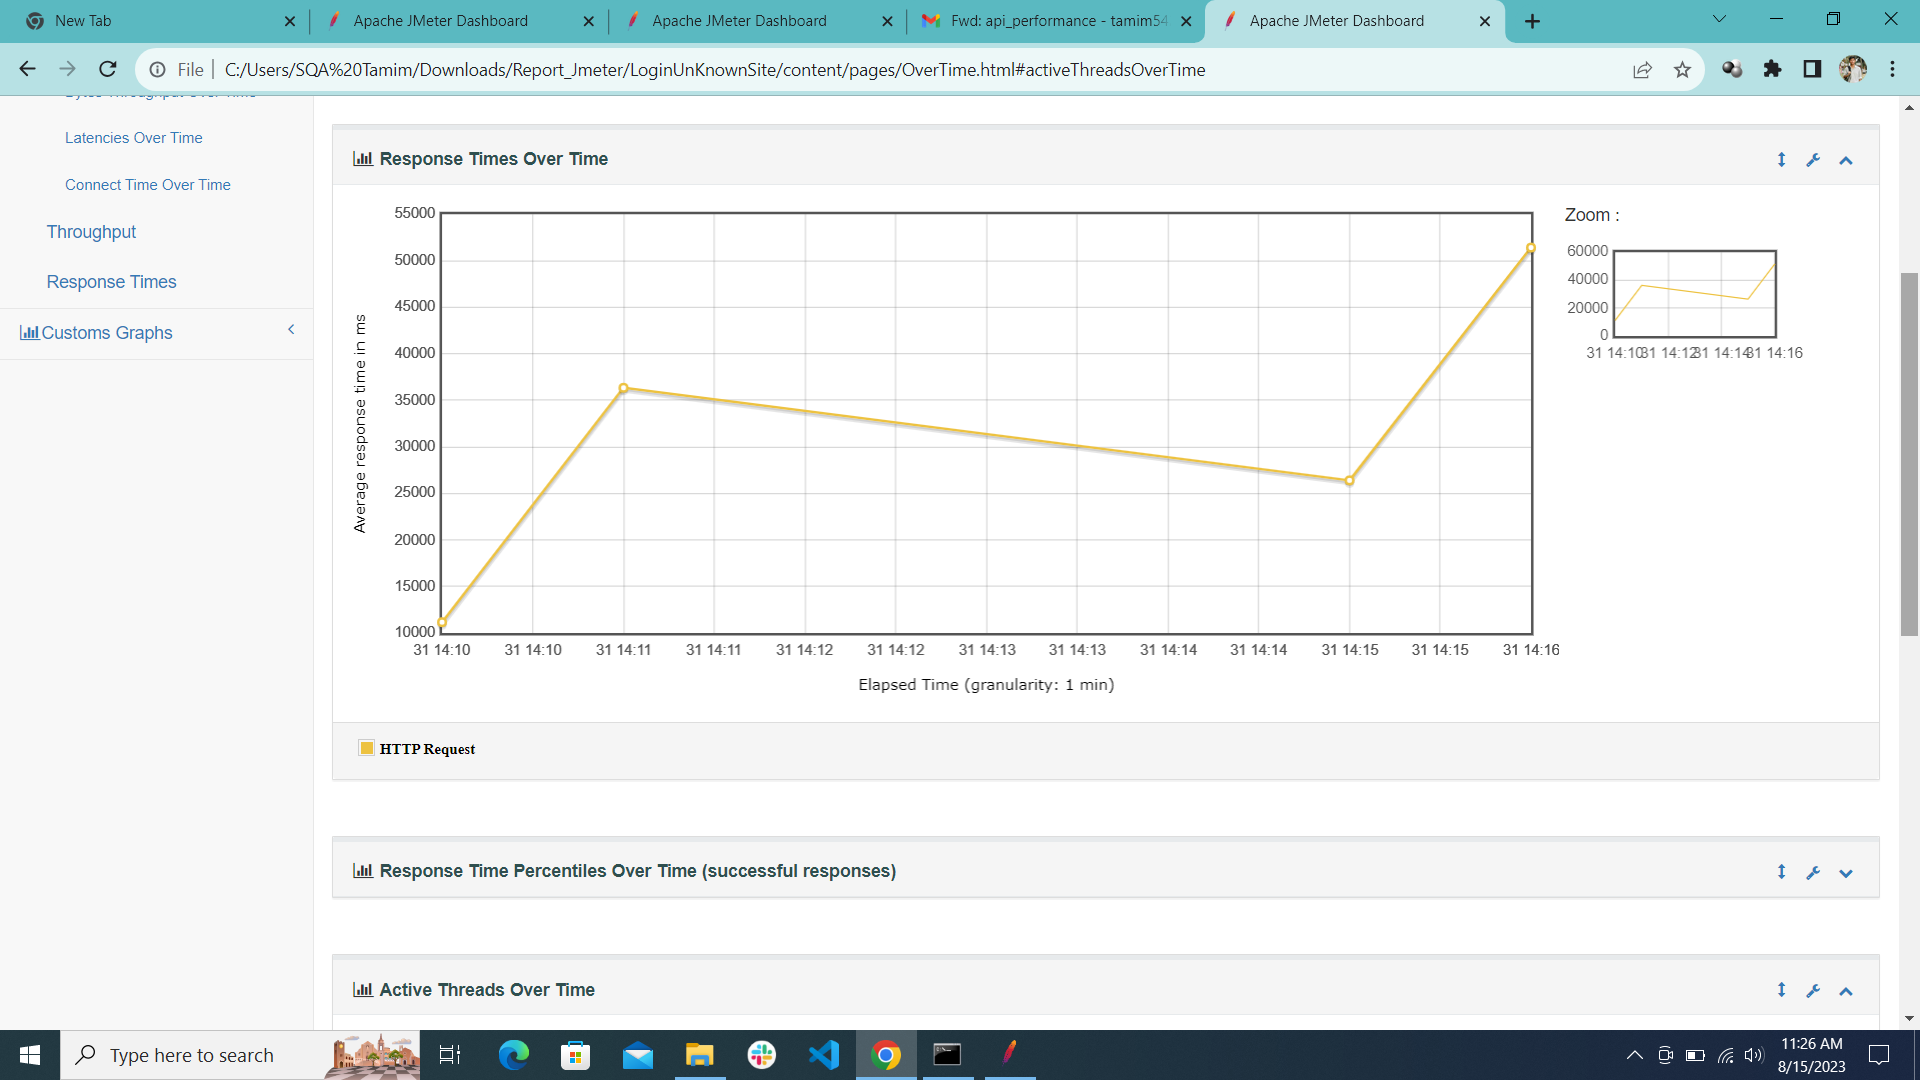 New Tab
Apache JMeter Dashboard
Apache JMeter Dashboard
Fwd: api_performance - tamim54
Apache JMeter Dashboard
File
C:/Users/SQA%20Tamim/Downloads/Report_Jmeter/LoginUnKnownSite/content/pages/OverTime.html#activeThreadsOverTime
Bytes Throughput Over Time
Latencies Over Time
Connect Time Over Time
Throughput
Response Times
Customs Graphs
Response Times Over Time
55000
50000
45000
40000
35000
30000
25000
20000
15000
10000
Average response time in ms
31 14:10 31 14:10 31 14:11 31 14:11 31 14:12 31 14:12 31 14:13 31 14:13 31 14:14 31 14:14 31 14:15 31 14:15 31 14:16
Elapsed Time (granularity: 1 min)
Zoom :
60000
40000
20000
0
31 14:10 31 14:12 31 14:14 31 14:16
HTTP Request
Response Time Percentiles Over Time (successful responses)
Active Threads Over Time
Type here to search
11:26 AM
8/15/2023